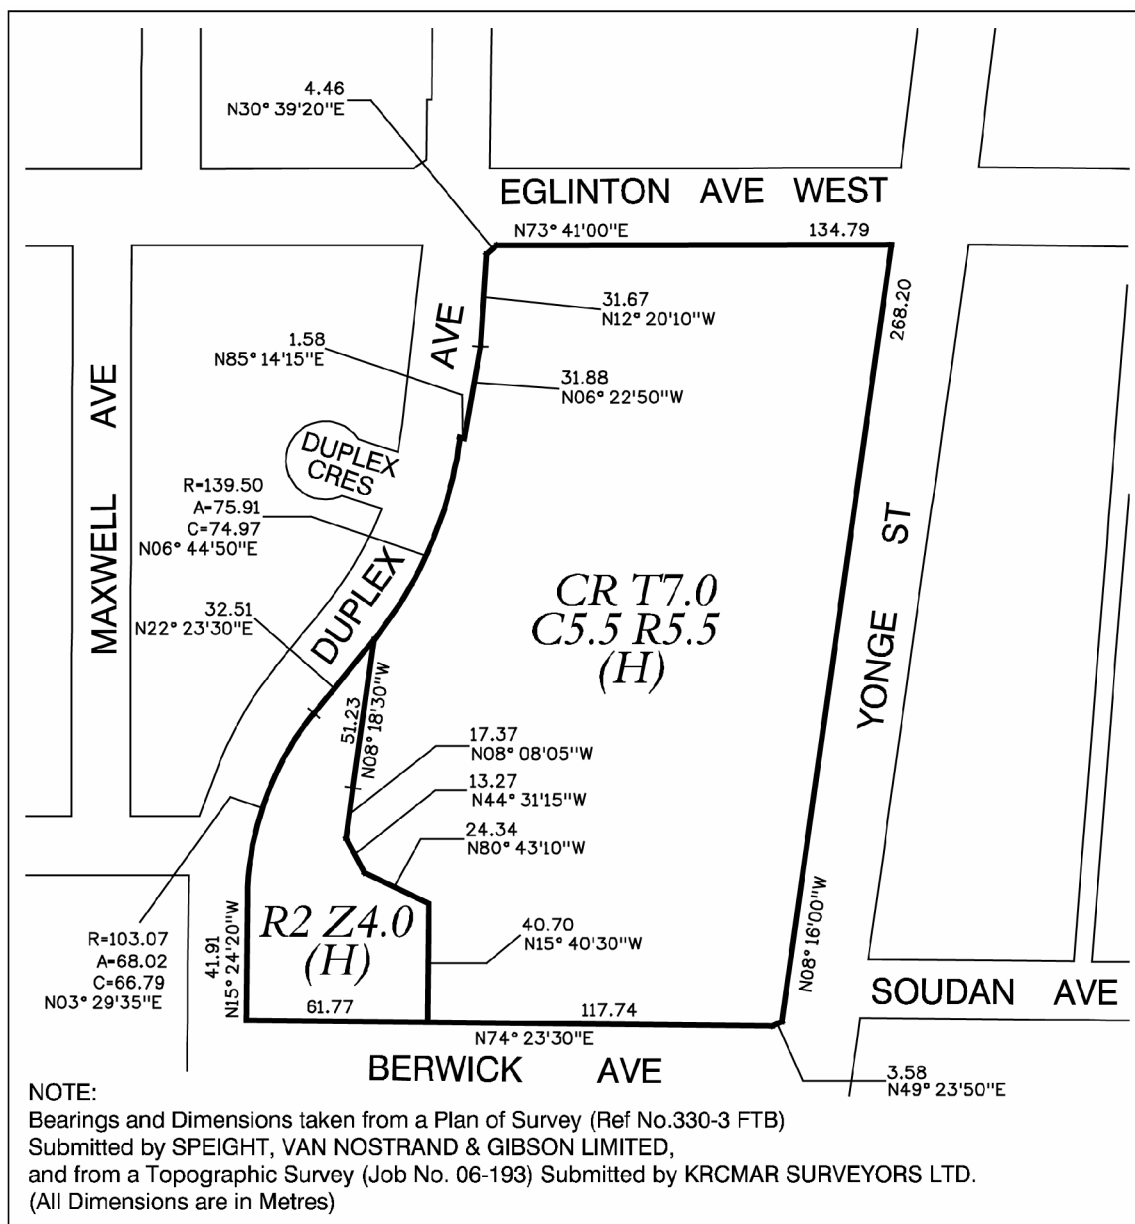 4.46
N30° 39'20"E
EGLINTON AVE WEST
N73° 41'00"E
134.79
268.20
31.67
N12° 20'10"W
AVE
1.58
N85° 14'15"E
31.88
N06° 22'50"W
MAXWELL AVE
DUPLEX
CRES
R=139.50
A=75.91
C=74.97
N06° 44'50"E
YONGE ST
DUPLEX
CR T7.0
C5.5 R5.5
(H)
32.51
N22° 23'30"E
51.23
N08° 18'30"W
17.37
N08° 08'05"W
13.27
N44° 31'15"W
24.34
N80° 43'10"W
N08° 16'00"W
R2 Z4.0
(H)
40.70
N15° 40'30"W
41.91
N15° 24'20"W
R=103.07
A=68.02
C=66.79
N03° 29'35"E
SOUDAN AVE
61.77
117.74
N74° 23'30"E
BERWICK AVE
3.58
N49° 23'50"E
NOTE:
Bearings and Dimensions taken from a Plan of Survey (Ref No.330-3 FTB)
Submitted by SPEIGHT, VAN NOSTRAND & GIBSON LIMITED,
and from a Topographic Survey (Job No. 06-193) Submitted by KRCMAR SURVEYORS LTD.
(All Dimensions are in Metres)